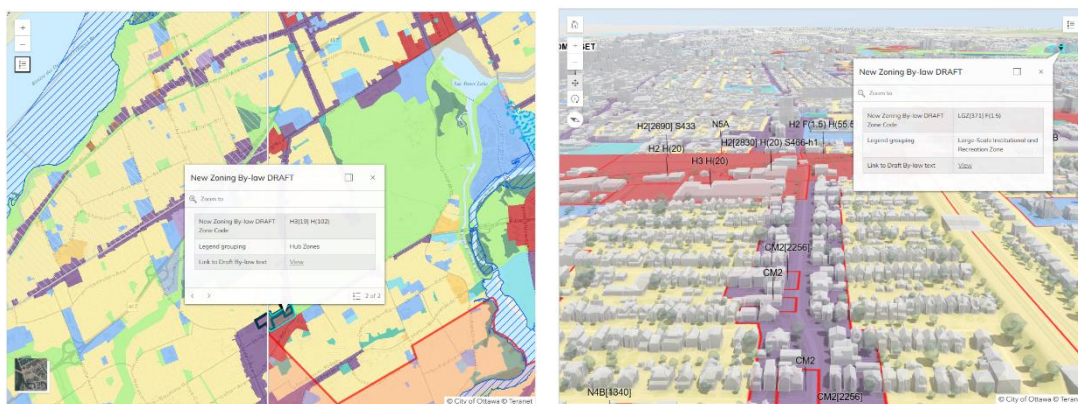 New Zoning By-law DRAFT
Zoom to
New Zoning By-law DRAFT Zone Code
H3[19] H(102)
Legend grouping
Hub Zones
Link to Draft By-law text
View
2 of 2
© City of Ottawa © Teranet
New Zoning By-law DRAFT
Zoom to
New Zoning By-law DRAFT Zone Code
LGZ[371] F(1.5)
Legend grouping
Large-Scale Institutional and Recreation Zone
Link to Draft By-law text
View
H2[2690] S433
N5A
H2 F(1.5) H(55.5
H2 H(20)
H2[2830] H(20) S466-h1
H3 H(20)
CM2[2256]
CM2
CM2
N4B[1340]
CM2[2256]
© City of Ottawa © Teranet